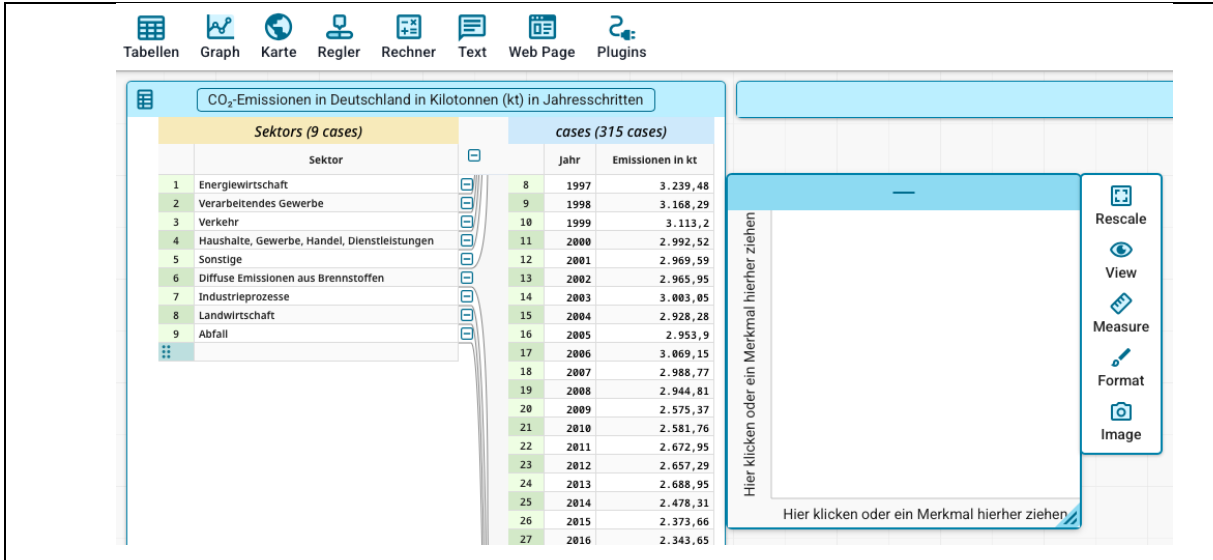 Tabellen Graph Karte Regler Rechner Text Web Page Plugins
CO₂-Emissionen in Deutschland in Kilotonnen (kt) in Jahresschritten
Sektors (9 cases) cases (315 cases)
Sektor Jahr Emissionen in kt
1 Energiewirtschaft 8 1997 3.239,48
2 Verarbeitendes Gewerbe 9 1998 3.168,29
3 Verkehr 10 1999 3.113,2
4 Haushalte, Gewerbe, Handel, Dienstleistungen 11 2000 2.992,52
5 Sonstige 12 2001 2.969,59
6 Diffuse Emissionen aus Brennstoffen 13 2002 2.965,95
7 Industrieprozesse 14 2003 3.003,05
8 Landwirtschaft 15 2004 2.928,28
9 Abfall 16 2005 2.953,9
17 2006 3.069,15
18 2007 2.988,77
19 2008 2.944,81
20 2009 2.575,37
21 2010 2.581,76
22 2011 2.672,95
23 2012 2.657,29
24 2013 2.688,95
25 2014 2.478,31
26 2015 2.373,66
27 2016 2.343,65
Hier klicken oder ein Merkmal hierher ziehen
Hier klicken oder ein Merkmal hierher ziehen
Rescale
View
Measure
Format
Image